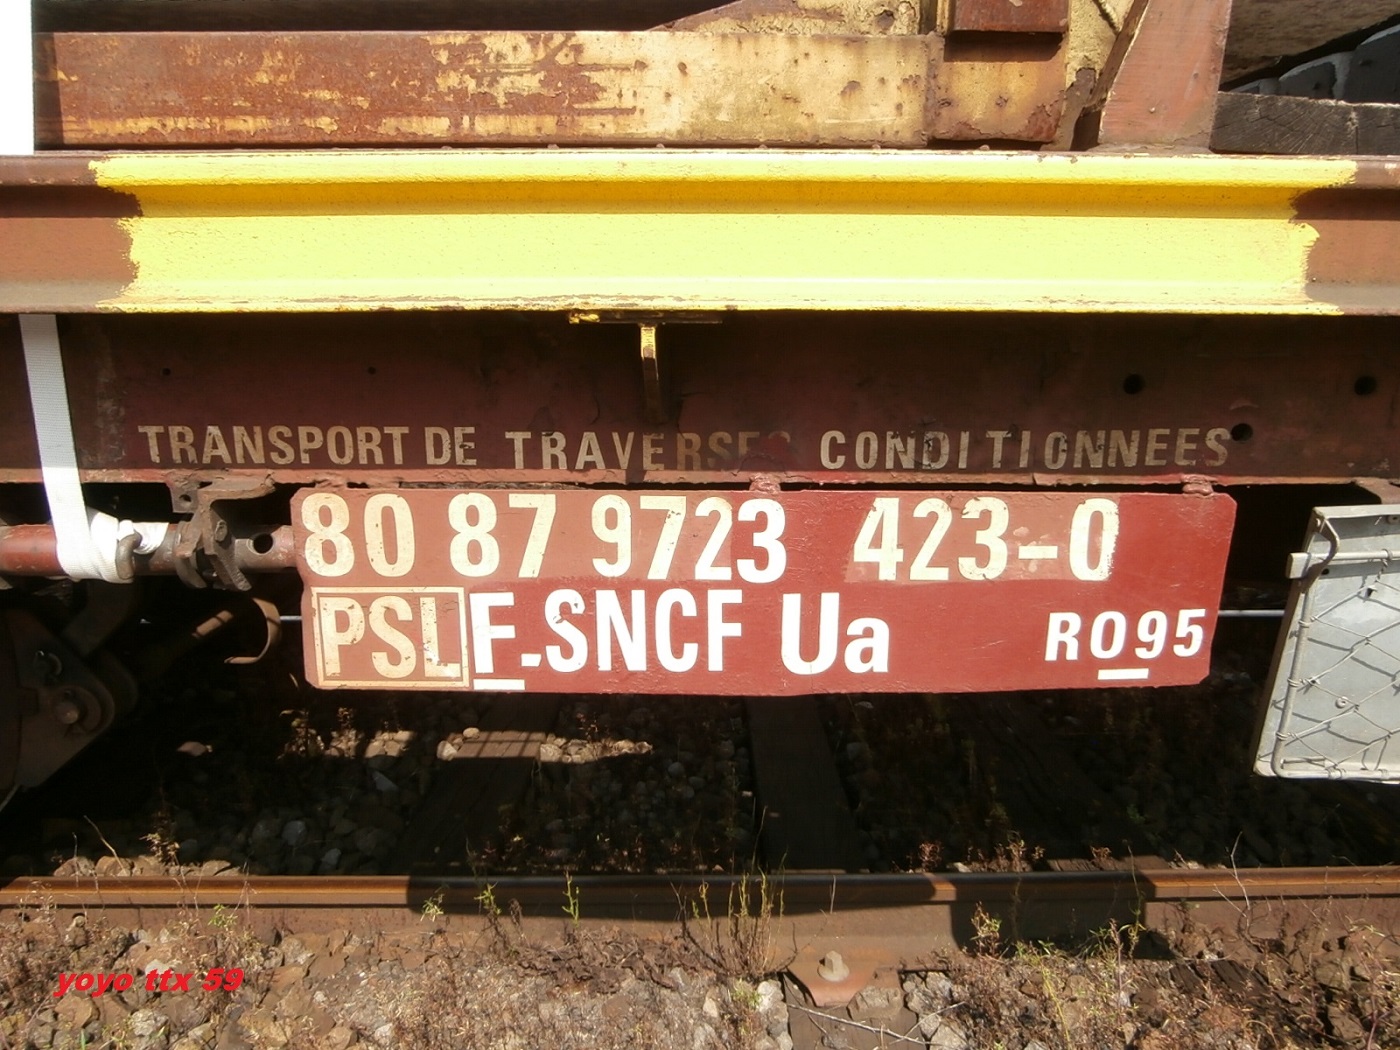 TRANSPORT DE TRAVERSES CONDITIONNEES
80 87 9723 423-0
PSL F-SNCF Ua RO95
yoyo ttx 59